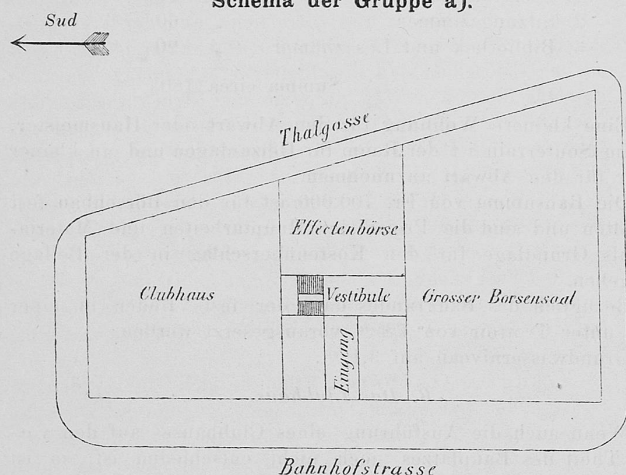 Schema der Gruppe a).
Sud
Thalgasse
Effectenbörse
Clubhaus
Vestibule
Grosser Borsensaal
Eingang
Bahnhofstrasse